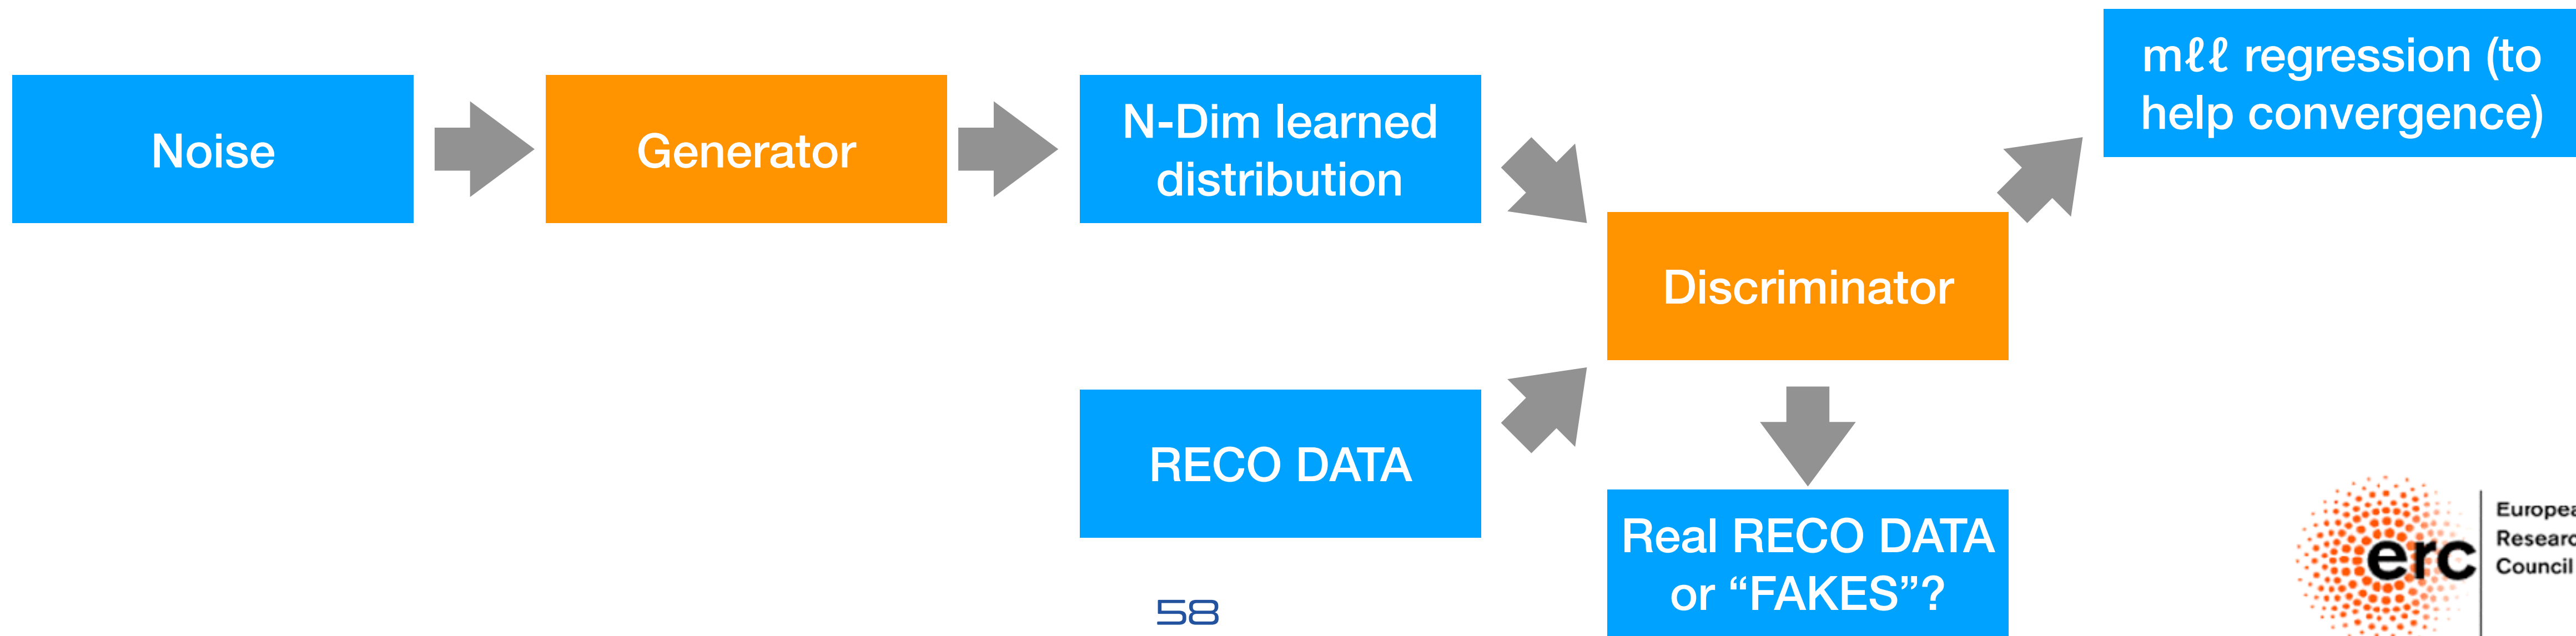 Noise
Generator
N-Dim learned
distribution
mℓℓ regression (to
help convergence)
Discriminator
RECO DATA
Real RECO DATA
or “FAKES”?
58
erc
Council